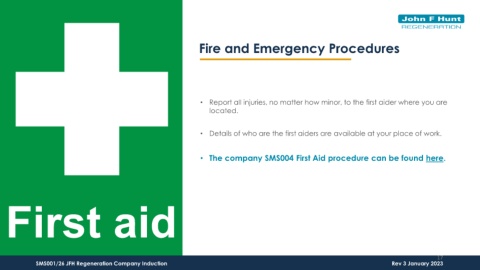 John F Hunt
REGENERATION
Fire and Emergency Procedures
• Report all injuries, no matter how minor, to the first aider where you are
located.
• Details of who are the first aiders are available at your place of work.
• The company SMS004 First Aid procedure can be found here.
First aid
SMS001/26 JFH Regeneration Company Induction
Rev 3 January 2023